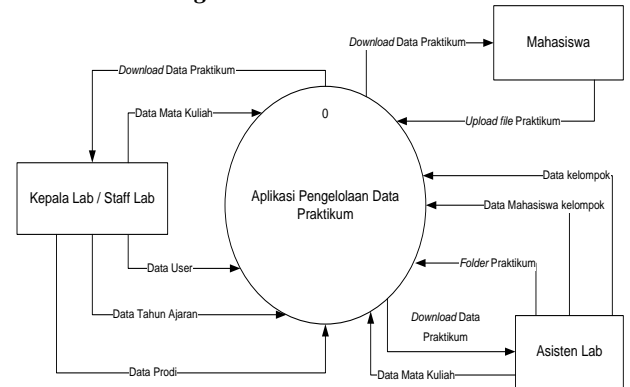 Download Data Praktikum
Mahasiswa
Download Data Praktikum
Data Mata Kuliah
0
Upload file Praktikum
Kepala Lab / Staff Lab
Aplikasi Pengelolaan Data
Praktikum
Data kelompok
Data Mahasiswa kelompok
Data User
Folder Praktikum
Data Tahun Ajaran
Download Data
Praktikum
Asisten Lab
Data Prodi
Data Mata Kuliah